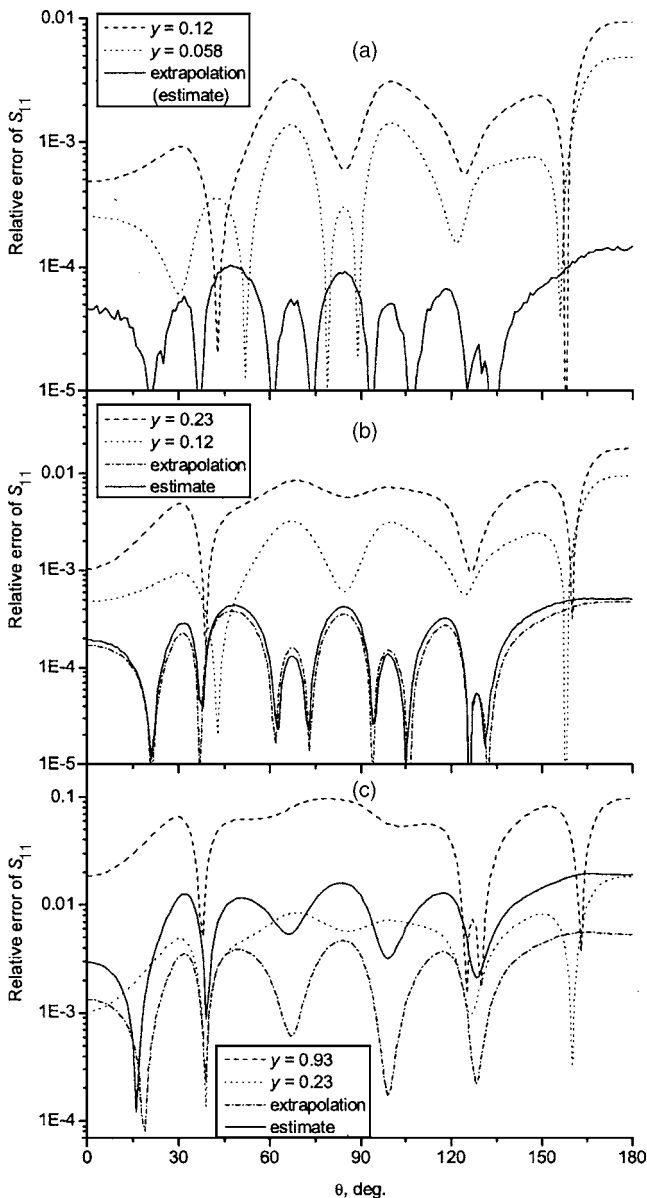 0.01
1E-3
1E-4
1E-5
Relative error of S11
y = 0.12
y = 0.058
extrapolation
(estimate)
(a)
0.01
1E-3
1E-4
1E-5
Relative error of S11
y = 0.23
y = 0.12
extrapolation
estimate
(b)
0.1
0.01
1E-3
1E-4
Relative error of S11
(c)
y = 0.93
y = 0.23
extrapolation
estimate
0 30 60 90 120 150 180
θ, deg.